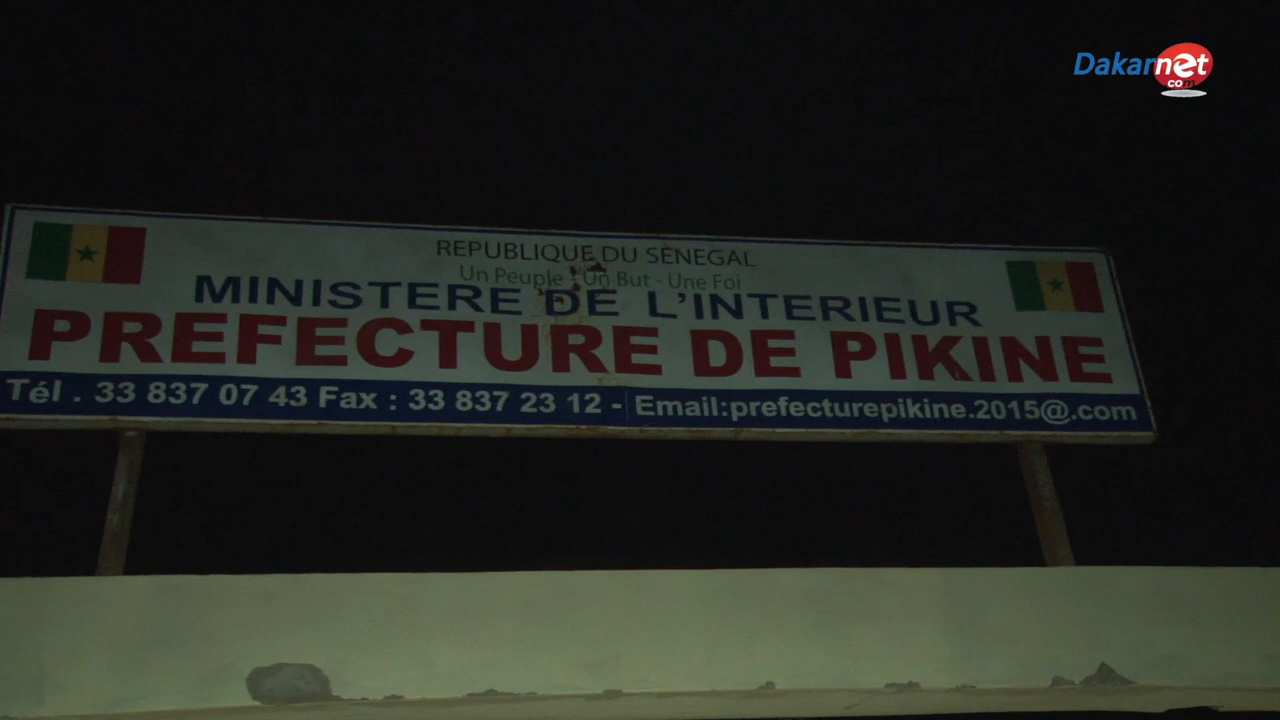 Dakarnet
com
REPUBLIQUE DU SENEGAL
Un Peuple - Un But - Une Foi
MINISTERE DE L'INTERIEUR
PREFECTURE DE PIKINE
Tél . 33 837 07 43 Fax : 33 837 23 12 - Email:prefecturepikine.2015@.com